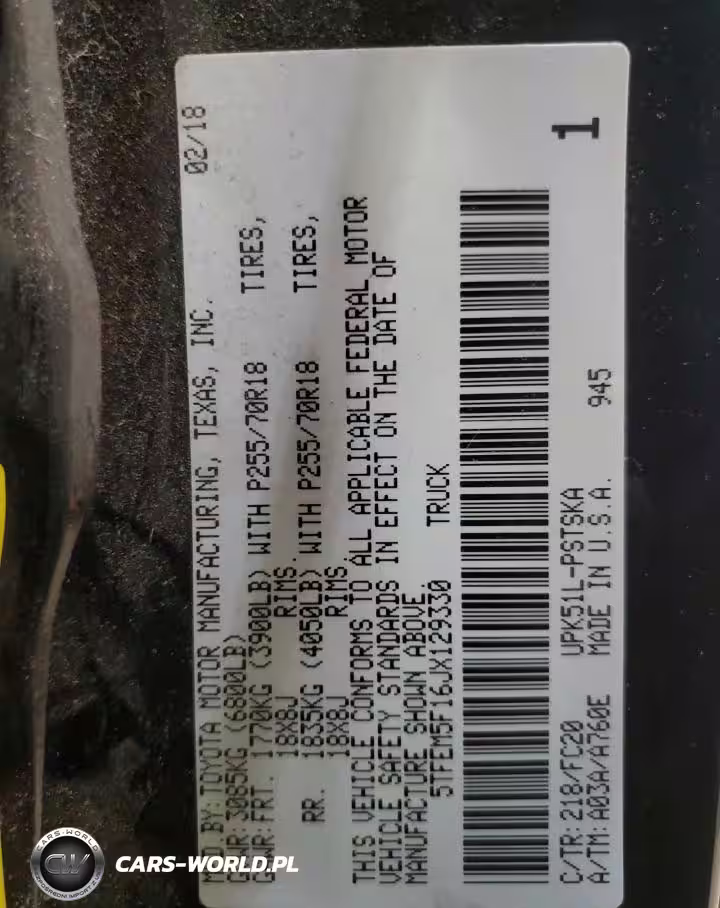 MFD BY: TOYOTA MOTOR MANUFACTURING, TEXAS, INC. 02/18
GVWR: 3085KG (6800LB)
GAWR: FRT. 1770KG (3900LB) WITH P255/70R18 TIRES,
18X8J RIMS.
RR. 1835KG (4050LB) WITH P255/70R18 TIRES,
18X8J RIMS.
THIS VEHICLE CONFORMS TO ALL APPLICABLE FEDERAL MOTOR
VEHICLE SAFETY STANDARDS IN EFFECT ON THE DATE OF
MANUFACTURE SHOWN ABOVE.
5TFEM5F16JX129330 TRUCK
C/TR: 218/FC20 UPK51L-PSTSKA 945 1
A/TM: A03A/A760E MADE IN U.S.A.
CARS-WORLD
CW
CARS-WORLD.PL